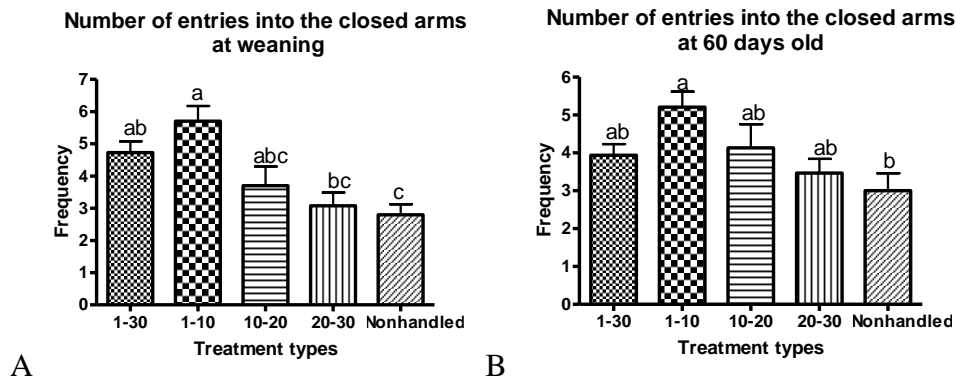 Number of entries into the closed arms
at weaning
7
6
5
4
3
2
1
0
Frequency
ab
a
abc
bc
c
1-30 1-10 10-20 20-30 Nonhandled
Treatment types
A
Number of entries into the closed arms
at 60 days old
6
5
4
3
2
1
0
Frequency
ab
a
ab
ab
b
1-30 1-10 10-20 20-30 Nonhandled
Treatment types
B